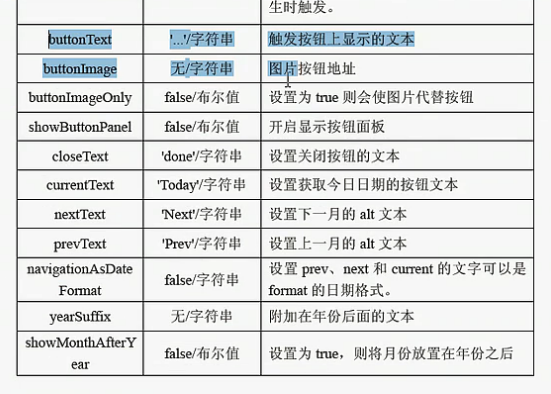 生时触发。
buttonText '...'/字符串 触发按钮上显示的文本
buttonImage 无/字符串 图片按钮地址
buttonImageOnly false/布尔值 设置为 true 则会使图片代替按钮
showButtonPanel false/布尔值 开启显示按钮面板
closeText 'done'/字符串 设置关闭按钮的文本
currentText 'Today'/字符串 设置获取今日日期的按钮文本
nextText 'Next'/字符串 设置下一月的 alt 文本
prevText 'Prev'/字符串 设置上一月的 alt 文本
navigationAsDate
Format
false/字符串
设置 prev、next 和 current 的文字可以是
format 的日期格式。
yearSuffix 无/字符串 附加在年份后面的文本
showMonthAfterY
ear
false/布尔值
设置为 true，则将月份放置在年份之后